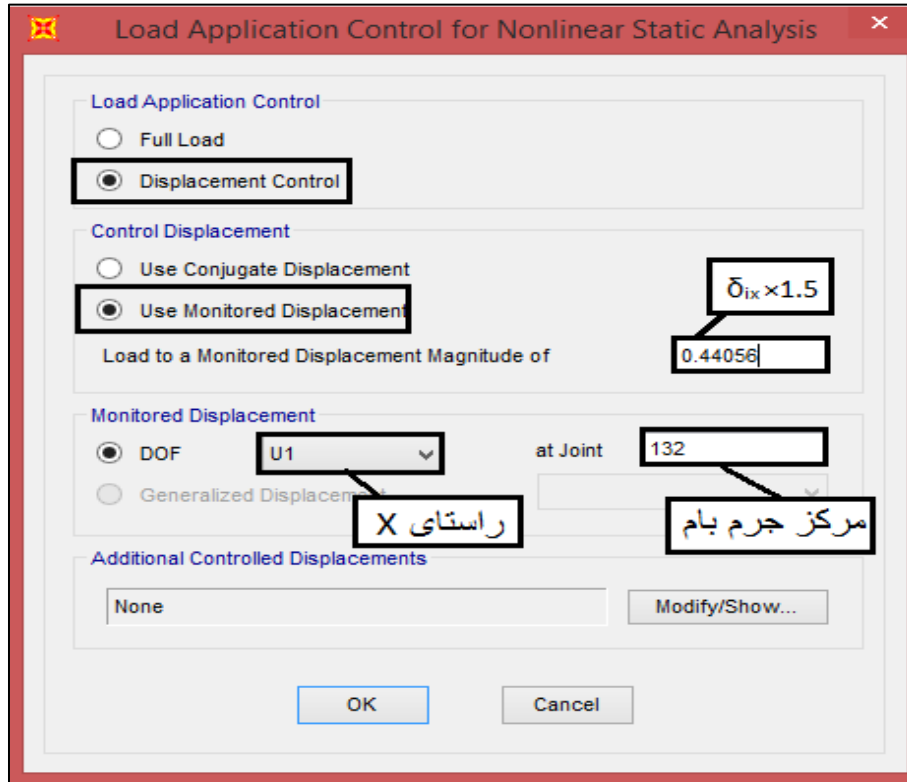 Load Application Control for Nonlinear Static Analysis
Load Application Control
Full Load
Displacement Control
Control Displacement
Use Conjugate Displacement
Use Monitored Displacement
δᵢₓ×1.5
Load to a Monitored Displacement Magnitude of 0.44056
Monitored Displacement
DOF U1 at Joint 132
Generalized Displacement
راستای X
مرکز جرم بام
Additional Controlled Displacements
None Modify/Show...
OK Cancel